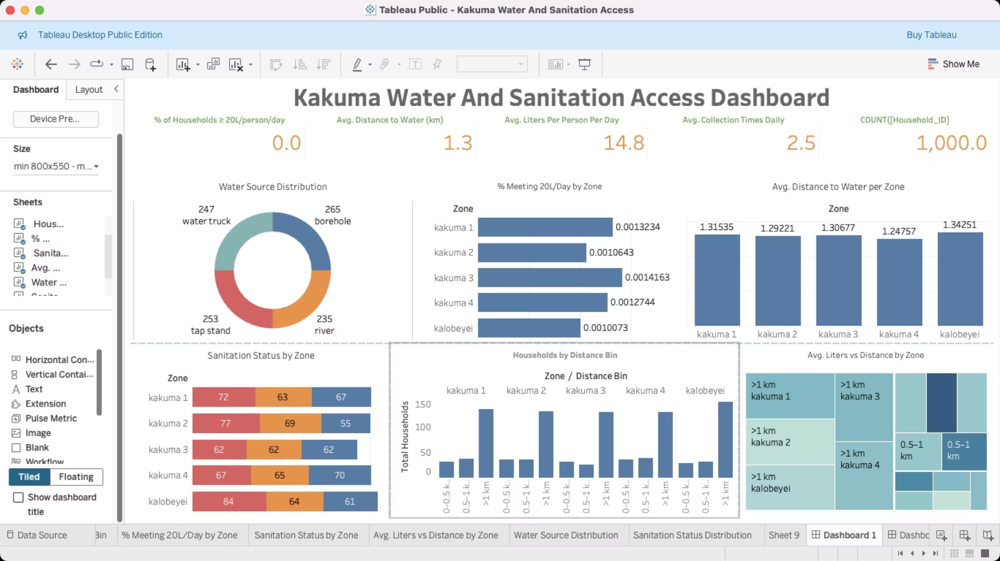 Tableau Public - Kakuma Water And Sanitation Access
Tableau Desktop Public Edition
Buy Tableau
Show Me
Dashboard
Layout
Device Pre...
Size
min 800x550 - m...
Sheets
Hous...
% ...
Sanita...
Avg. ...
Water ...
Objects
Horizontal Con...
Vertical Contai...
Text
Extension
Pulse Metric
Image
Blank
Workflow
Tiled
Floating
Show dashboard
title
Kakuma Water And Sanitation Access Dashboard
% of Households ≥ 20L/person/day
0.0
Avg. Distance to Water (km)
1.3
Avg. Liters Per Person Per Day
14.8
Avg. Collection Times Daily
2.5
COUNT([Household_ID]
1,000.0
Water Source Distribution
247
water truck
265
borehole
253
tap stand
235
river
% Meeting 20L/Day by Zone
Zone
kakuma 1 0.0013234
kakuma 2 0.0010643
kakuma 3 0.0014163
kakuma 4 0.0012744
kalobeyei 0.0010073
Avg. Distance to Water per Zone
Zone
1.31535 1.29221 1.30677 1.24757 1.34251
kakuma 1 kakuma 2 kakuma 3 kakuma 4 kalobeyei
Sanitation Status by Zone
Zone
kakuma 1 72 63 67
kakuma 2 77 69 55
kakuma 3 62 62 62
kakuma 4 67 65 70
kalobeyei 84 64 61
Households by Distance Bin
Zone / Distance Bin
kakuma 1 kakuma 2 kakuma 3 kakuma 4 kalobeyei
Total Households
150
100
50
0
0–0.5 k.. 0.5–1 k.. >1 km 0–0.5 k.. 0.5–1 k.. >1 km 0–0.5 k.. 0.5–1 k.. >1 km 0–0.5 k.. 0.5–1 k.. >1 km 0–0.5 k.. 0.5–1 k.. >1 km
Avg. Liters vs Distance by Zone
>1 km
kakuma 1
>1 km
kakuma 2
>1 km
kalobeyei
>1 km
kakuma 3
>1 km
kakuma 4
0.5–1
km
0.5–1
km
Data Source
Bin
% Meeting 20L/Day by Zone
Sanitation Status by Zone
Avg. Liters vs Distance by Zone
Water Source Distribution
Sanitation Status Distribution
Sheet 9
Dashboard 1
Dashbo